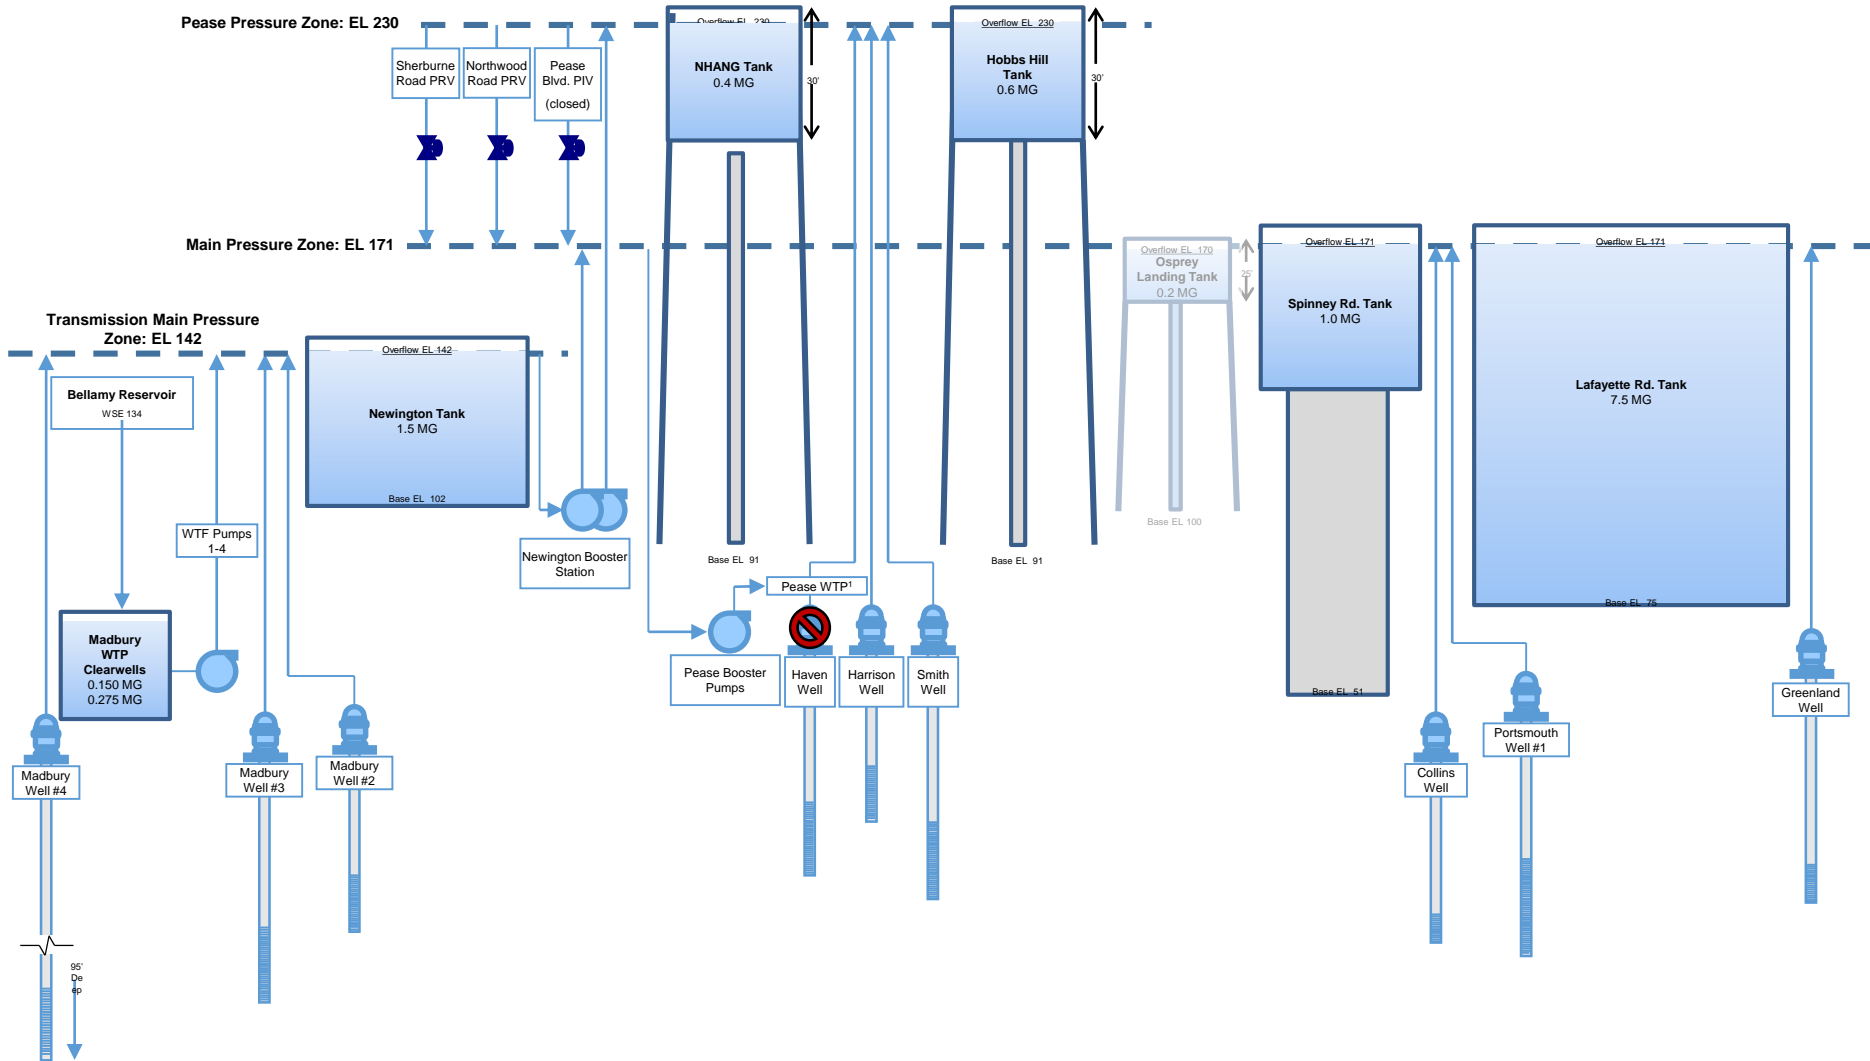 Pease Pressure Zone: EL 230
Sherburne
Road PRV
Northwood
Road PRV
Pease
Blvd. PIV
(closed)
Overflow EL 230
NHANG Tank
0.4 MG
30'
Overflow EL 230
Hobbs Hill
Tank
0.6 MG
30'
Main Pressure Zone: EL 171
Overflow EL 170
Osprey
Landing Tank
0.2 MG
25'
Base EL 100
Overflow EL 171
Spinney Rd. Tank
1.0 MG
Base EL 51
Overflow EL 171
Lafayette Rd. Tank
7.5 MG
Base EL 75
Transmission Main Pressure
Zone: EL 142
Bellamy Reservoir
WSE 134
Overflow EL 142
Newington Tank
1.5 MG
Base EL 102
WTF Pumps
1-4
Newington Booster
Station
Base EL 91
Base EL 91
Pease WTP1
Madbury
WTP
Clearwells
0.150 MG
0.275 MG
Pease Booster
Pumps
Haven
Well
Harrison
Well
Smith
Well
Greenland
Well
Portsmouth
Well #1
Collins
Well
Madbury
Well #4
Madbury
Well #3
Madbury
Well #2
95'
De
ep